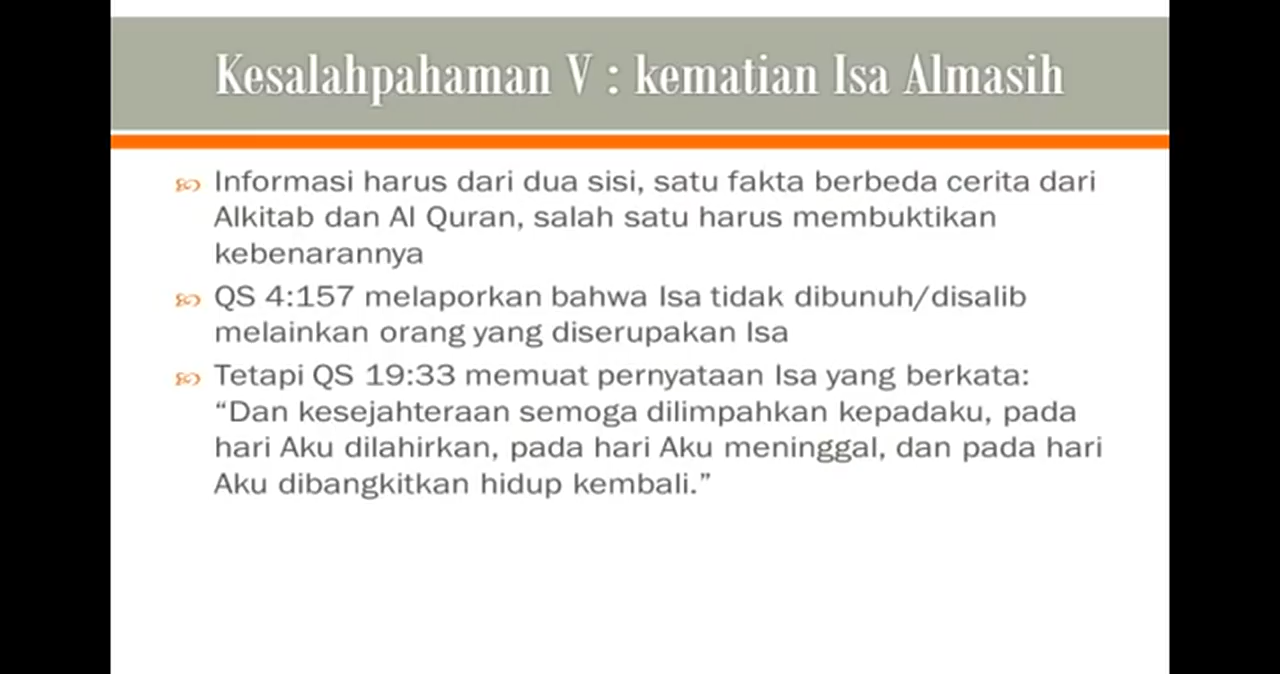 Kesalahpahaman V : kematian Isa Almasih
Informasi harus dari dua sisi, satu fakta berbeda cerita dari
Alkitab dan Al Quran, salah satu harus membuktikan
kebenarannya
QS 4:157 melaporkan bahwa Isa tidak dibunuh/disalib
melainkan orang yang diserupakan Isa
Tetapi QS 19:33 memuat pernyataan Isa yang berkata:
“Dan kesejahteraan semoga dilimpahkan kepadaku, pada
hari Aku dilahirkan, pada hari Aku meninggal, dan pada hari
Aku dibangkitkan hidup kembali.”